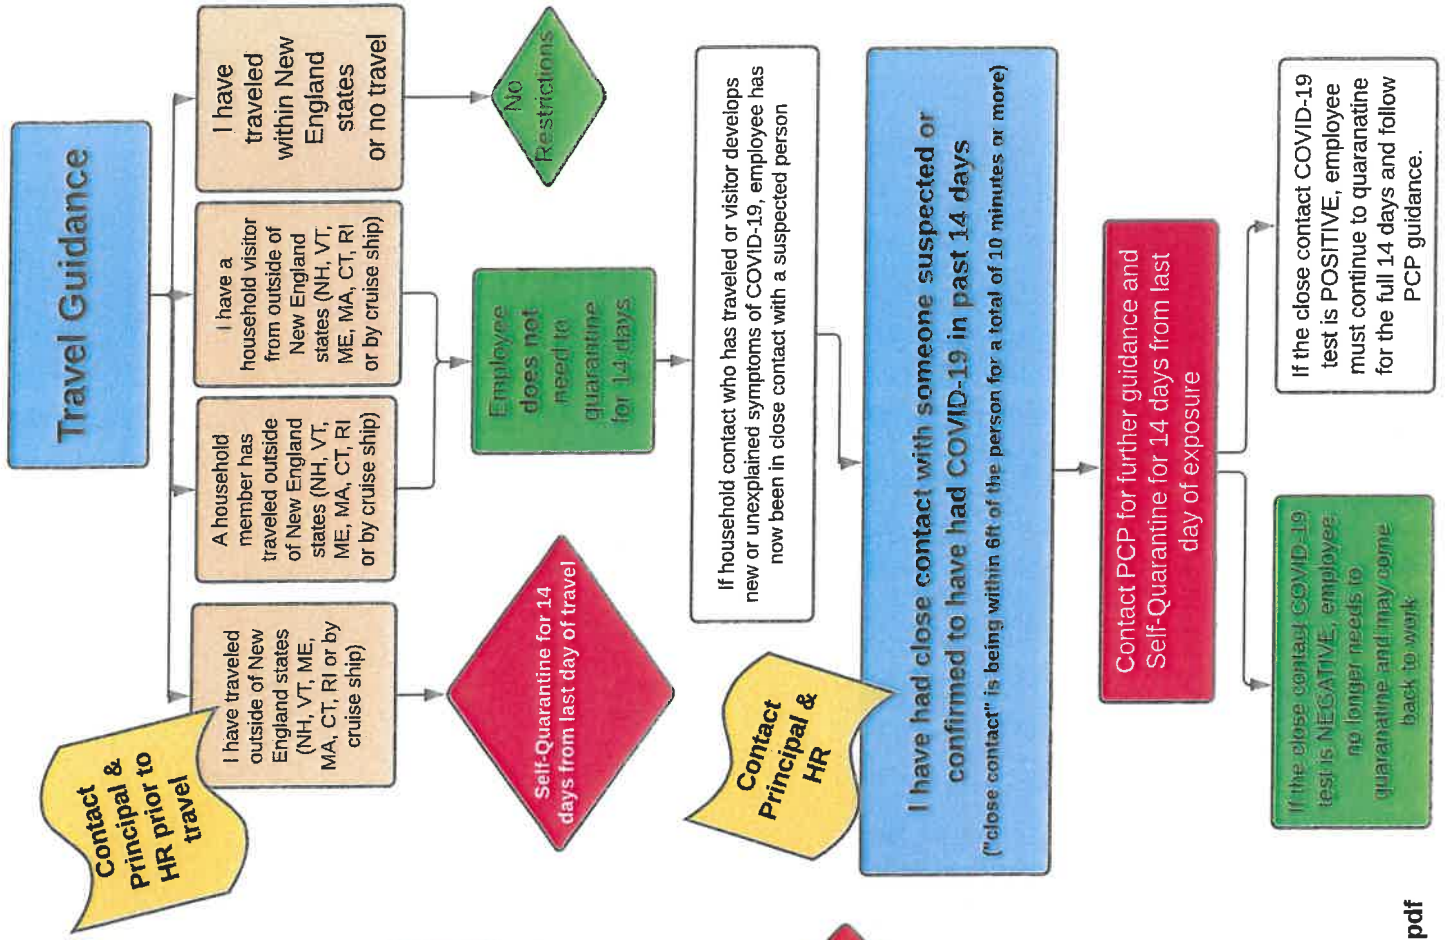 Travel Guidance
Contact
Principal &
HR prior to
travel
I have traveled
outside of New
England states
(NH, VT, ME,
MA, CT, RI or by
cruise ship)
A household
member has
traveled outside
of New England
states (NH, VT,
ME, MA, CT, RI
or by cruise ship)
I have a
household visitor
from outside of
New England
states (NH, VT,
ME, MA, CT, RI
or by cruise ship)
I have
traveled
within New
England
states
or no travel
Self-Quarantine for 14
days from last day of travel
Employee
does not
need to
quarantine
for 14 days
No
Restrictions
If household contact who has traveled or visitor develops
new or unexplained symptoms of COVID-19, employee has
now been in close contact with a suspected person
Contact
Principal &
HR
I have had close contact with someone suspected or
confirmed to have had COVID-19 in past 14 days
("close contact" is being within 6ft of the person for a total of 10 minutes or more)
Contact PCP for further guidance and
Self-Quarantine for 14 days from last
day of exposure
If the close contact COVID-19
test is NEGATIVE, employee
no longer needs to
quaranatine and may come
back to work
If the close contact COVID-19
test is POSITIVE, employee
must continue to quaranatine
for the full 14 days and follow
PCP guidance.
pdf